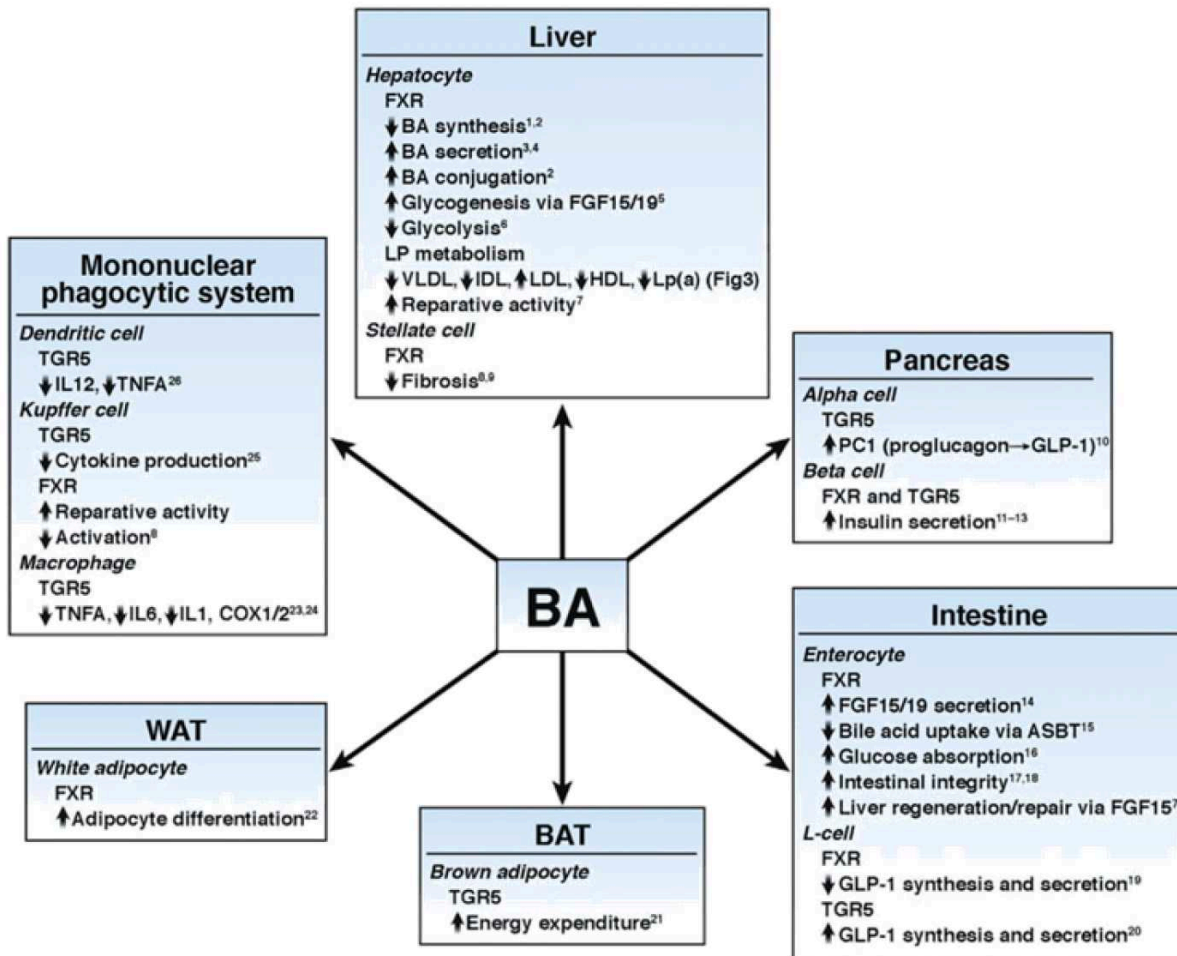 Liver
Hepatocyte
FXR
↓BA synthesis¹,²
↑BA secretion³,⁴
↑BA conjugation²
↑Glycogenesis via FGF15/19⁵
↓Glycolysis⁶
LP metabolism
↓VLDL, ↓IDL, ↑LDL, ↓HDL, ↓Lp(a) (Fig3)
↑Reparative activity⁷
Stellate cell
FXR
↓Fibrosis⁸,⁹
Mononuclear
phagocytic system
Dendritic cell
TGR5
↓IL12, ↓TNFA²⁶
Kupffer cell
TGR5
↓Cytokine production²⁵
FXR
↑Reparative activity
↓Activation⁸
Macrophage
TGR5
↓TNFA, ↓IL6, ↓IL1, COX1/2²³,²⁴
Pancreas
Alpha cell
TGR5
↑PC1 (proglucagon→GLP-1)¹⁰
Beta cell
FXR and TGR5
↑Insulin secretion¹¹⁻¹³
BA
Intestine
Enterocyte
FXR
↑FGF15/19 secretion¹⁴
↓Bile acid uptake via ASBT¹⁵
↑Glucose absorption¹⁶
↑Intestinal integrity¹⁷,¹⁸
↑Liver regeneration/repair via FGF15⁷
L-cell
FXR
↓GLP-1 synthesis and secretion¹⁹
TGR5
↑GLP-1 synthesis and secretion²⁰
WAT
White adipocyte
FXR
↑Adipocyte differentiation²²
BAT
Brown adipocyte
TGR5
↑Energy expenditure²¹